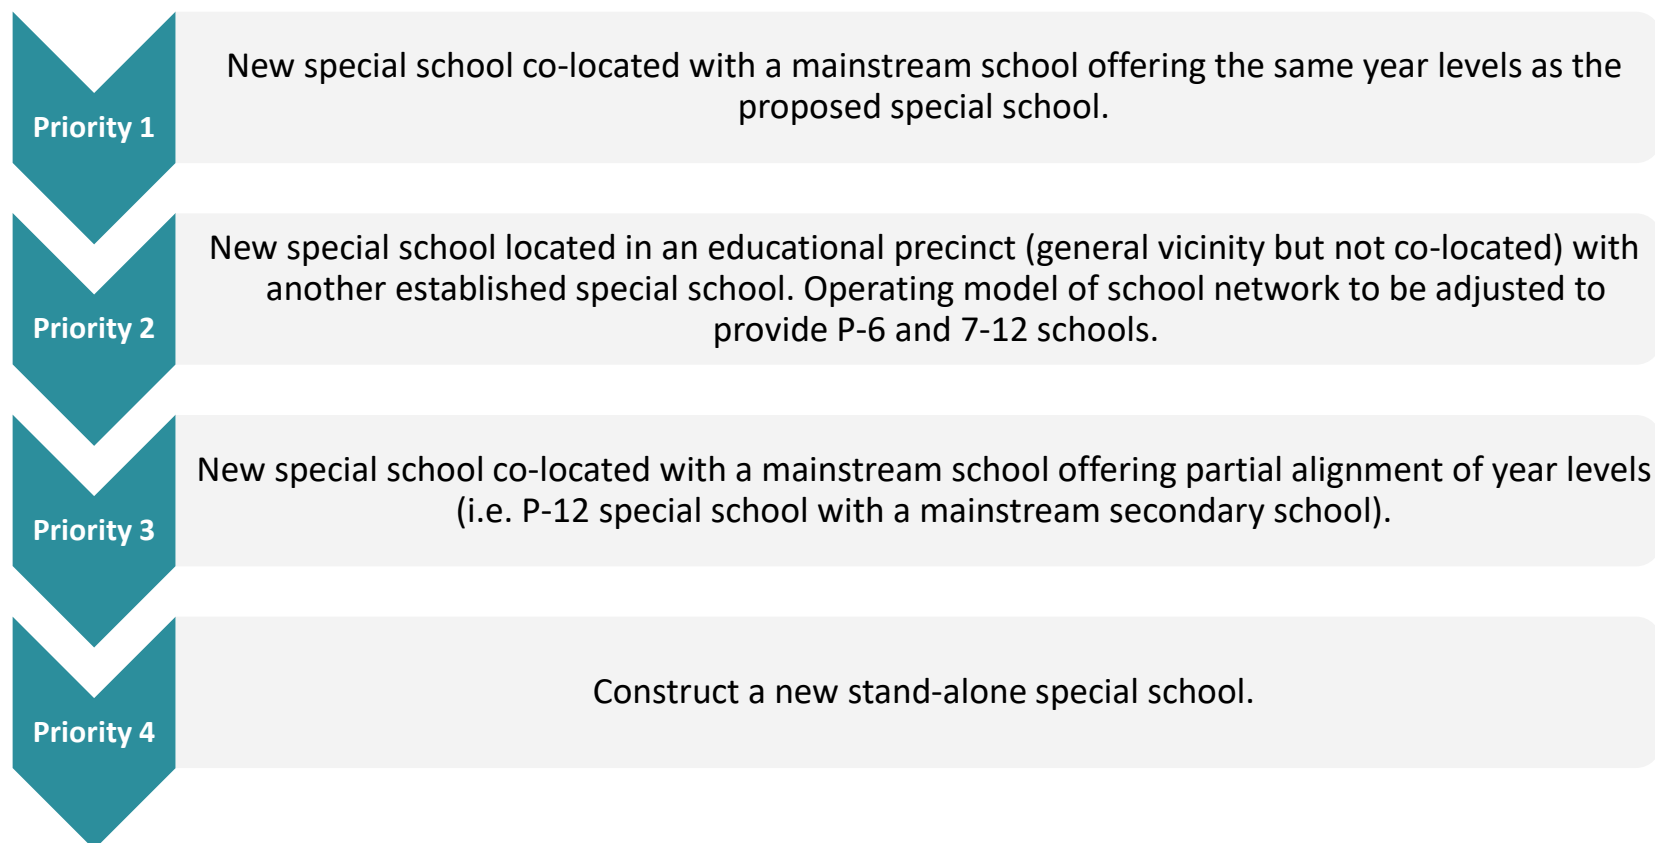 New special school co-located with a mainstream school offering the same year levels as the
proposed special school.
Priority 1
New special school located in an educational precinct (general vicinity but not co-located) with
another established special school. Operating model of school network to be adjusted to
provide P-6 and 7-12 schools.
Priority 2
New special school co-located with a mainstream school offering partial alignment of year levels
(i.e. P-12 special school with a mainstream secondary school).
Priority 3
Construct a new stand-alone special school.
Priority 4